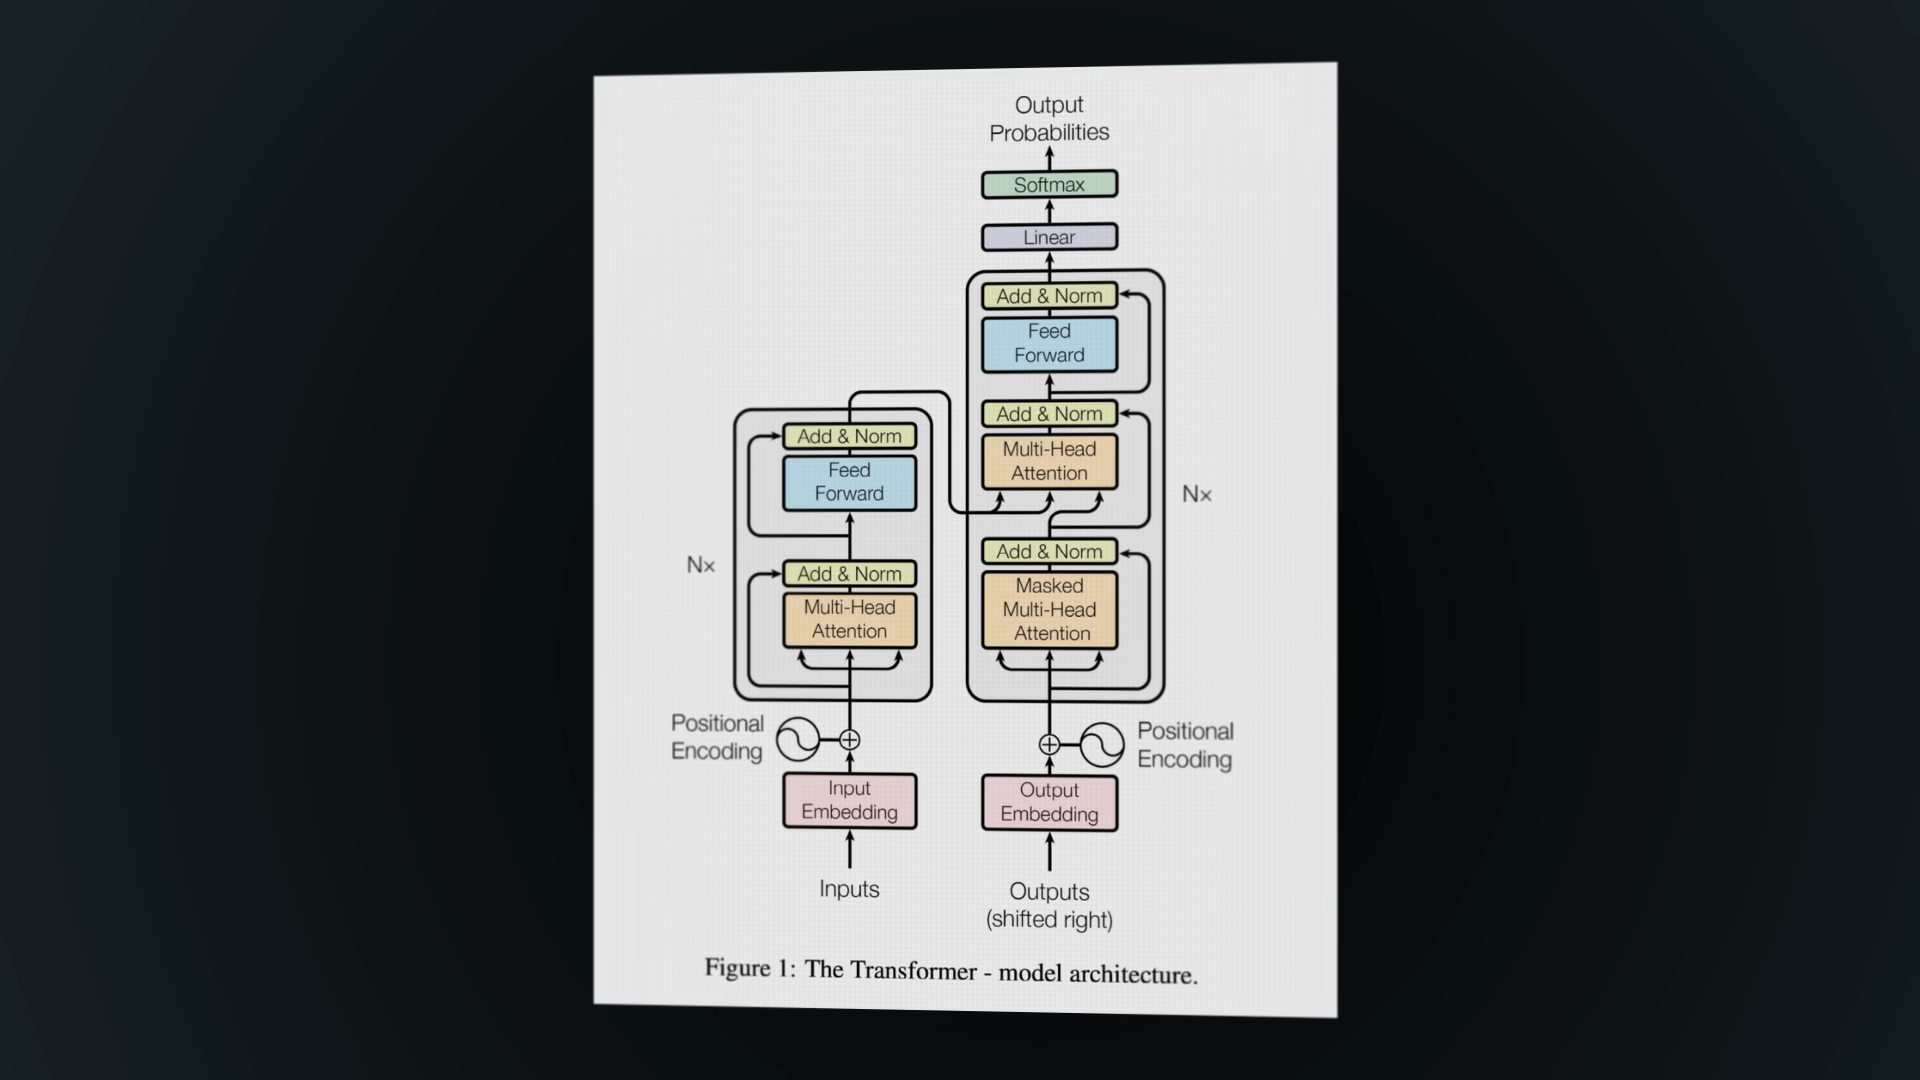 Output
Probabilities
Softmax
Linear
Add & Norm
Feed
Forward
Add & Norm
Multi-Head
Attention
Nx
Add & Norm
Masked
Multi-Head
Attention
Add & Norm
Feed
Forward
Nx
Add & Norm
Multi-Head
Attention
Positional
Encoding
Positional
Encoding
Input
Embedding
Output
Embedding
Inputs
Outputs
(shifted right)
Figure 1: The Transformer - model architecture.